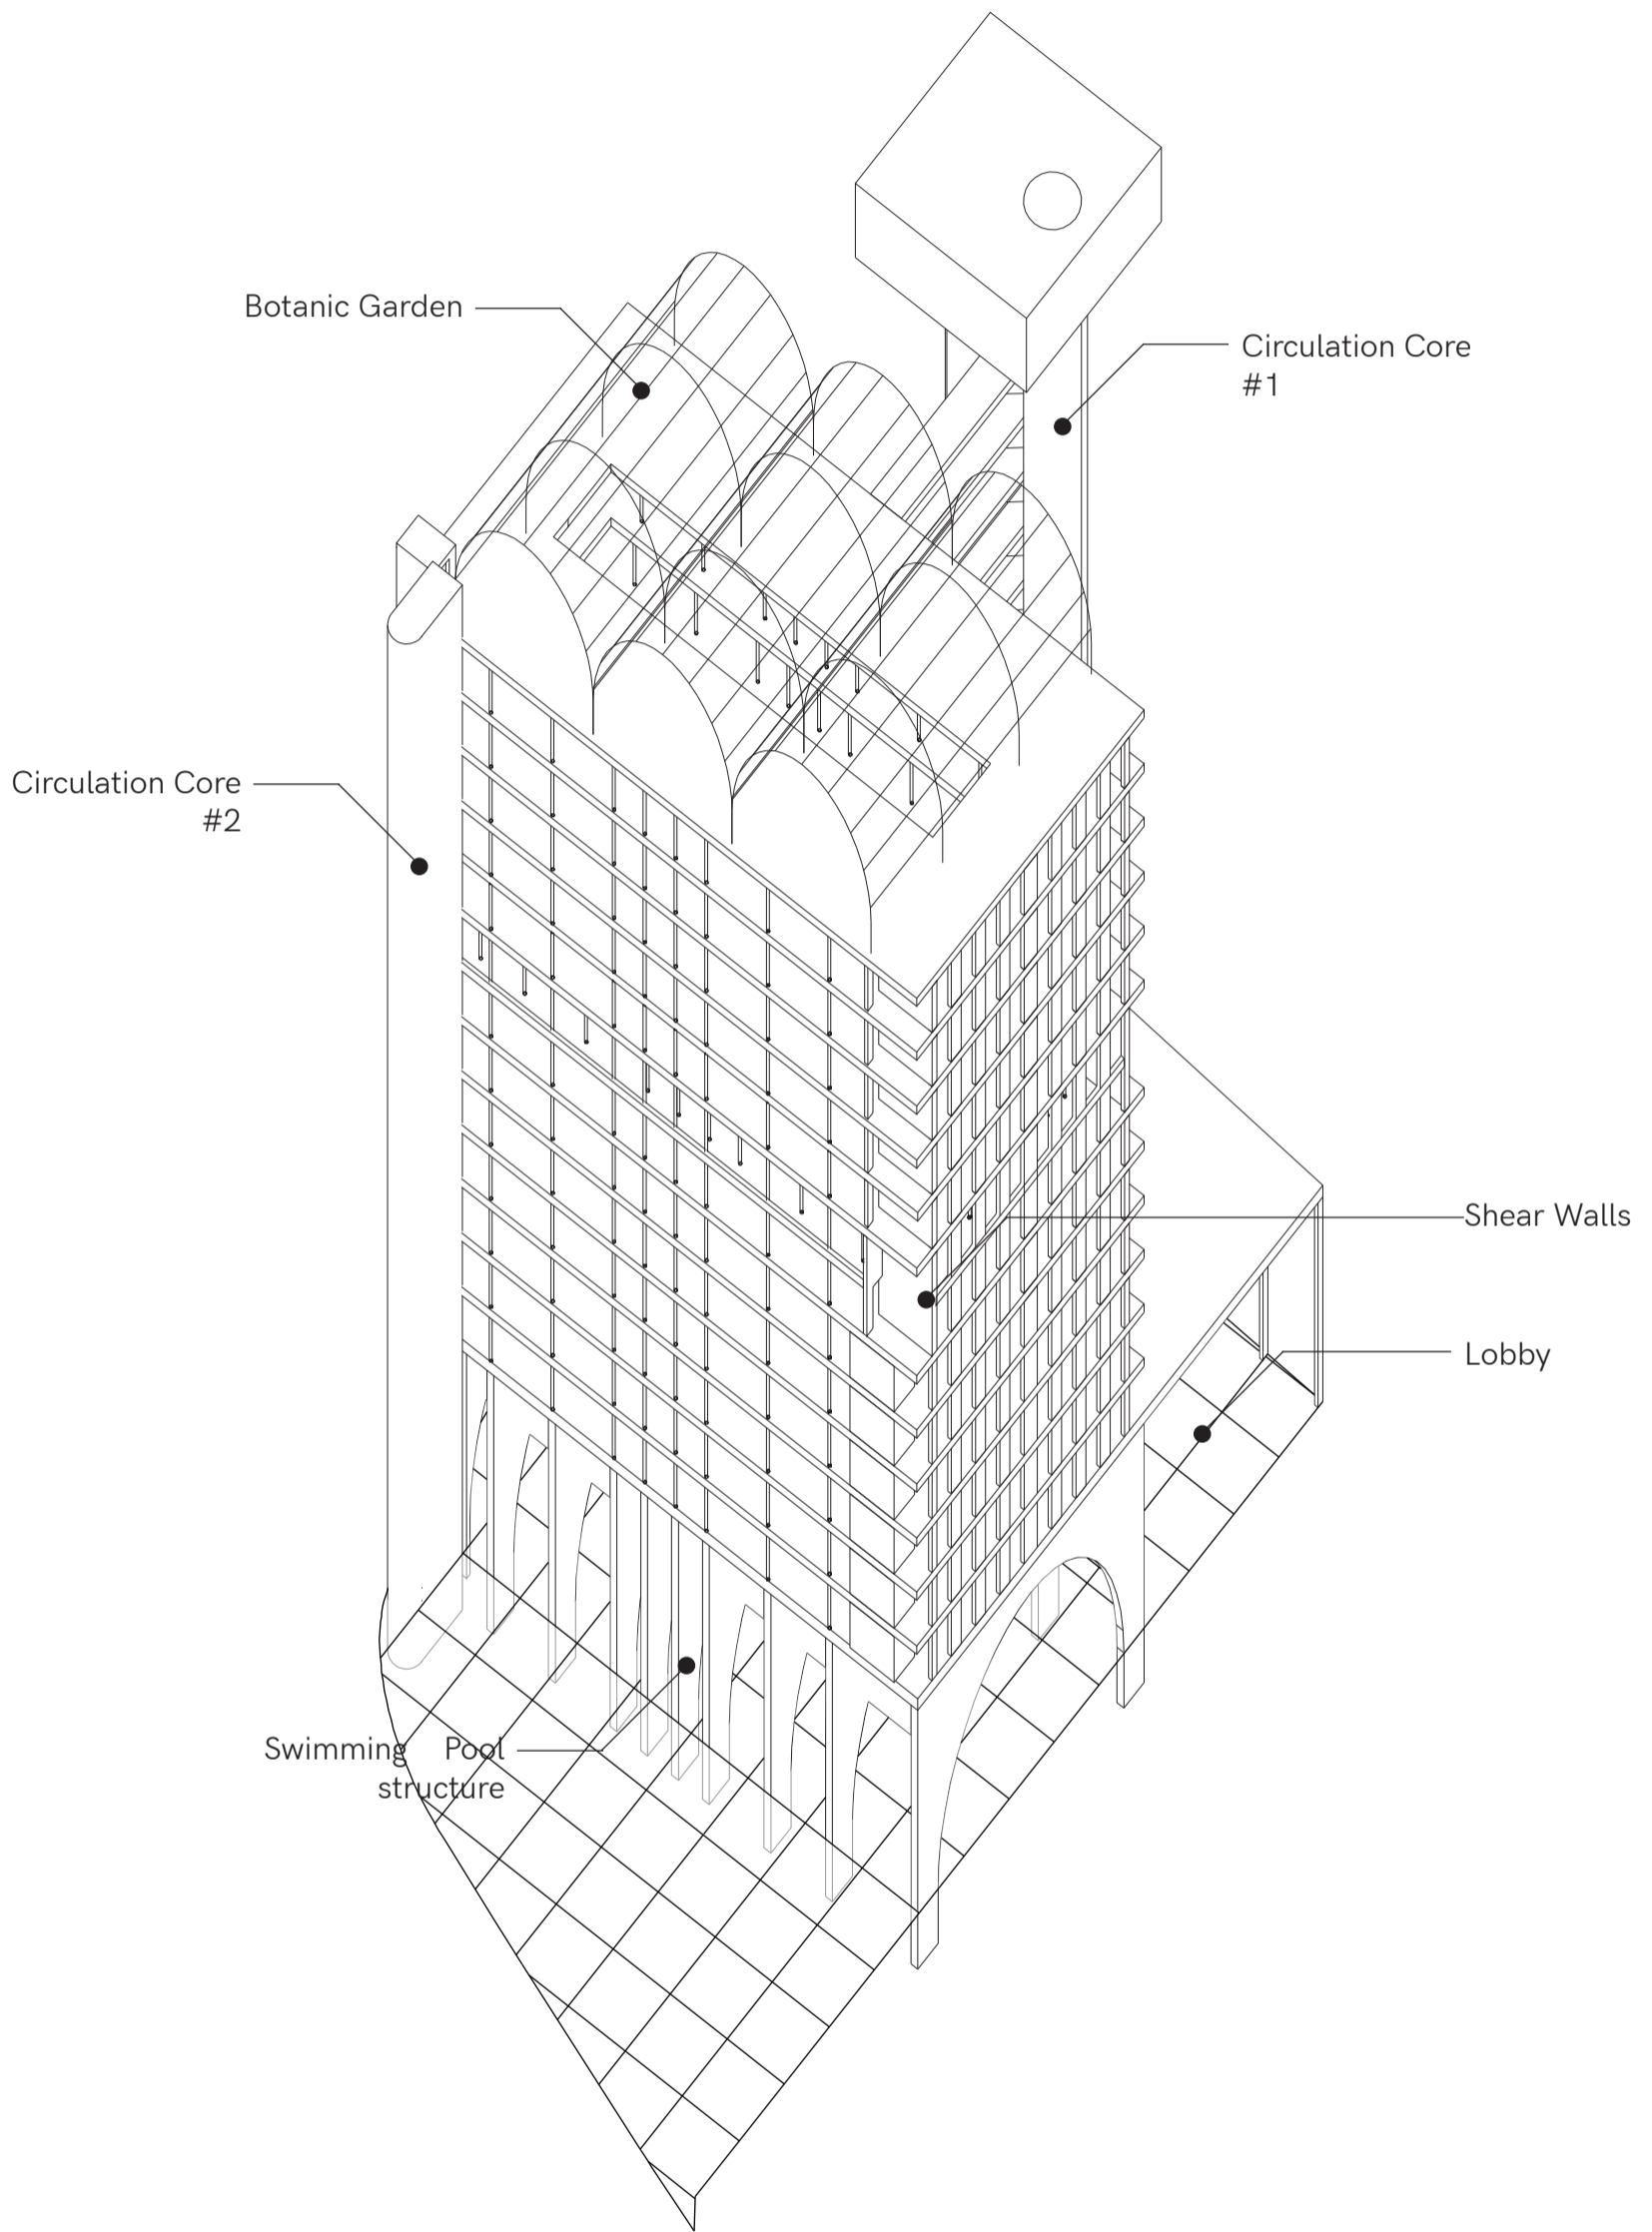 Botanic Garden
Circulation Core
#1
Circulation Core
#2
Shear Walls
Lobby
Swimming Pool
structure